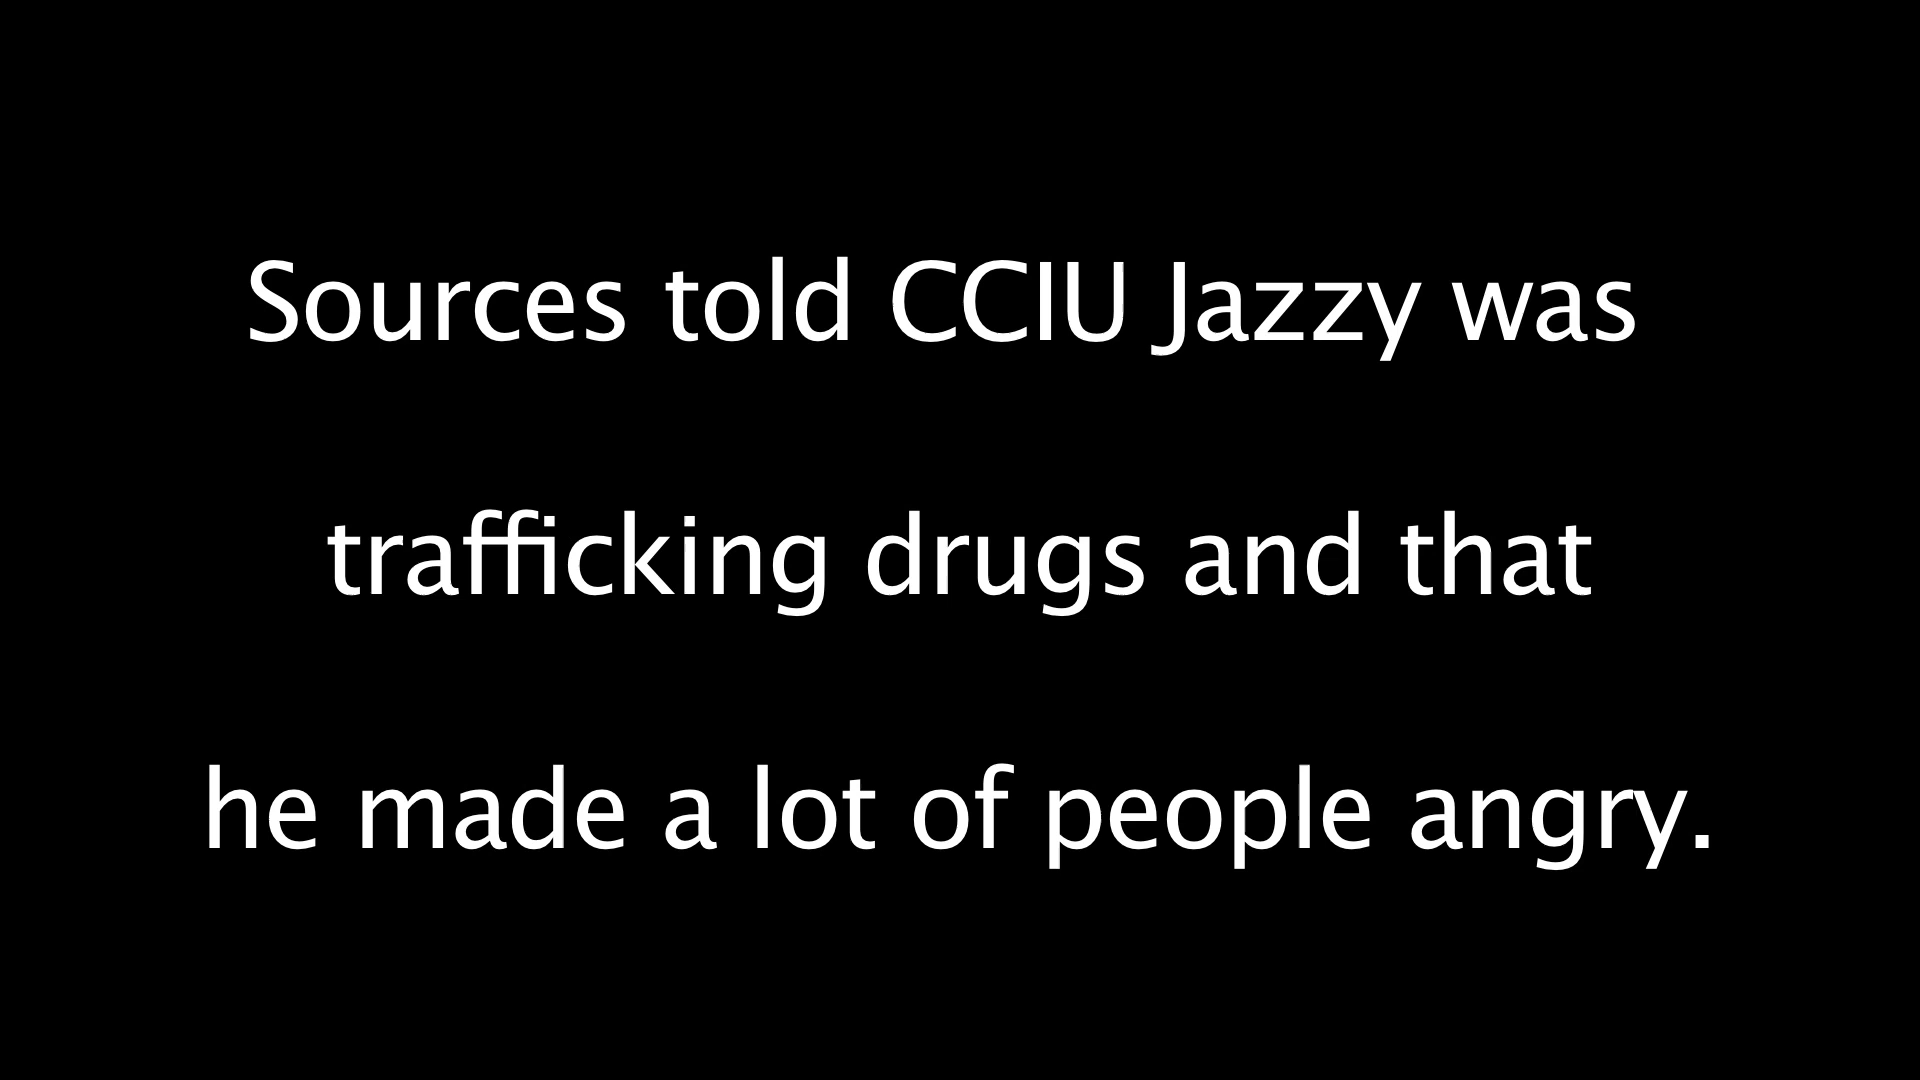 Sources told CCIU Jazzy was
trafficking drugs and that
he made a lot of people angry.